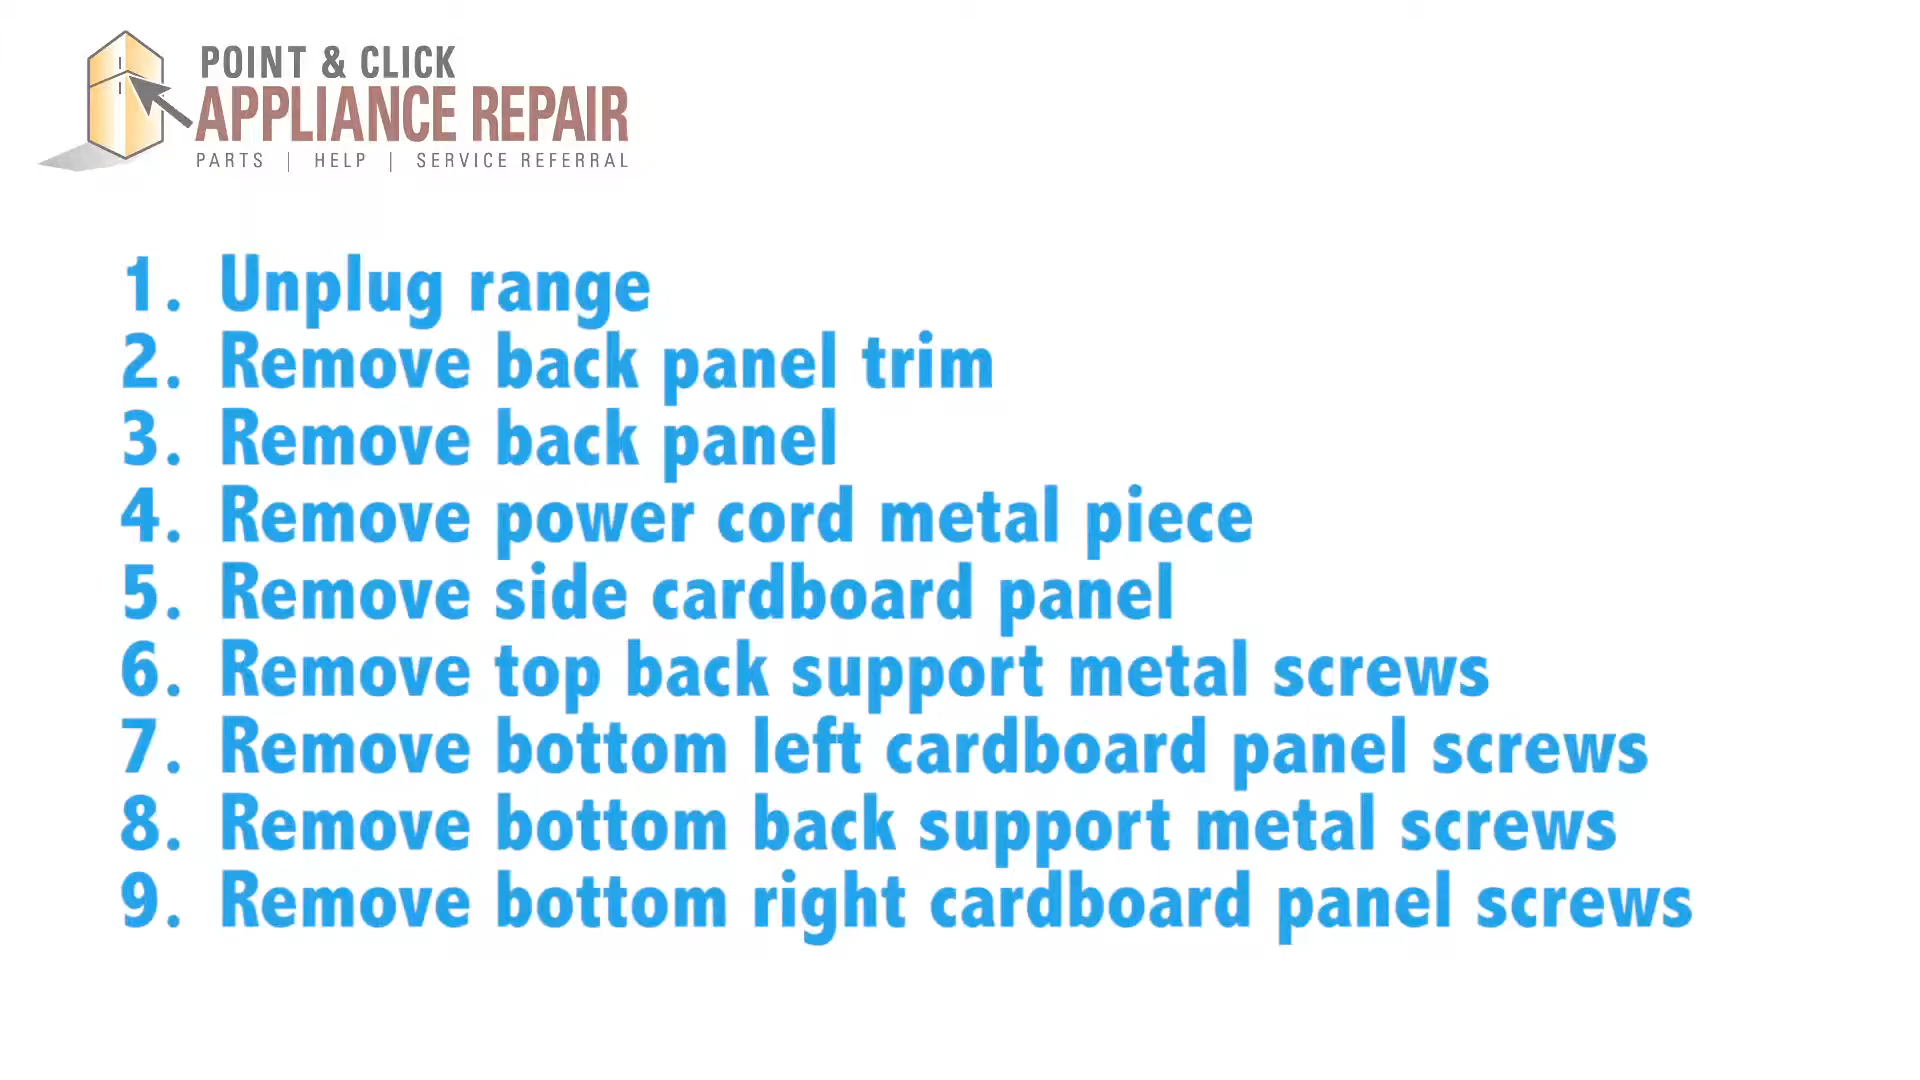 POINT & CLICK
APPLIANCE REPAIR
PARTS | HELP | SERVICE REFERRAL
1. Unplug range
2. Remove back panel trim
3. Remove back panel
4. Remove power cord metal piece
5. Remove side cardboard panel
6. Remove top back support metal screws
7. Remove bottom left cardboard panel screws
8. Remove bottom back support metal screws
9. Remove bottom right cardboard panel screws